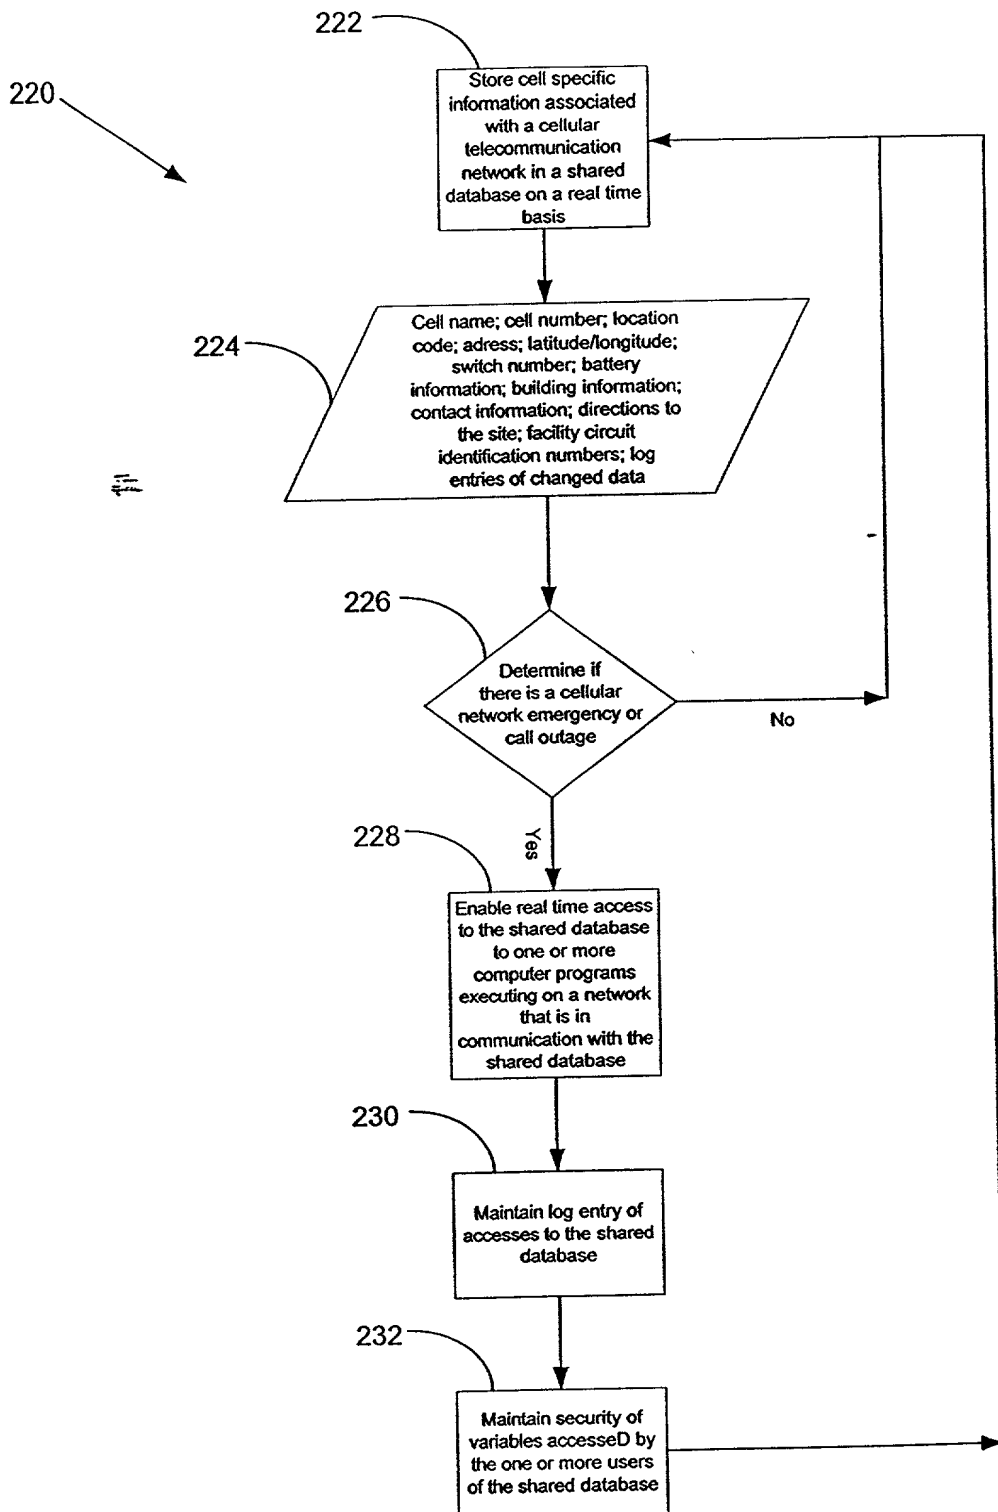 222
220
Store cell specific
information associated
with a cellular
telecommunication
network in a shared
database on a real time
basis
224
Cell name; cell number; location
code; adress; latitude/longitude;
switch number; battery
information; building information;
contact information; directions to
the site; facility circuit
identification numbers; log
entries of changed data
226
Determine if
there is a cellular
network emergency or
call outage
No
Yes
228
Enable real time access
to the shared database
to one or more
computer programs
executing on a network
that is in
communication with the
shared database
230
Maintain log entry of
accesses to the shared
database
232
Maintain security of
variables accesseD by
the one or more users
of the shared database